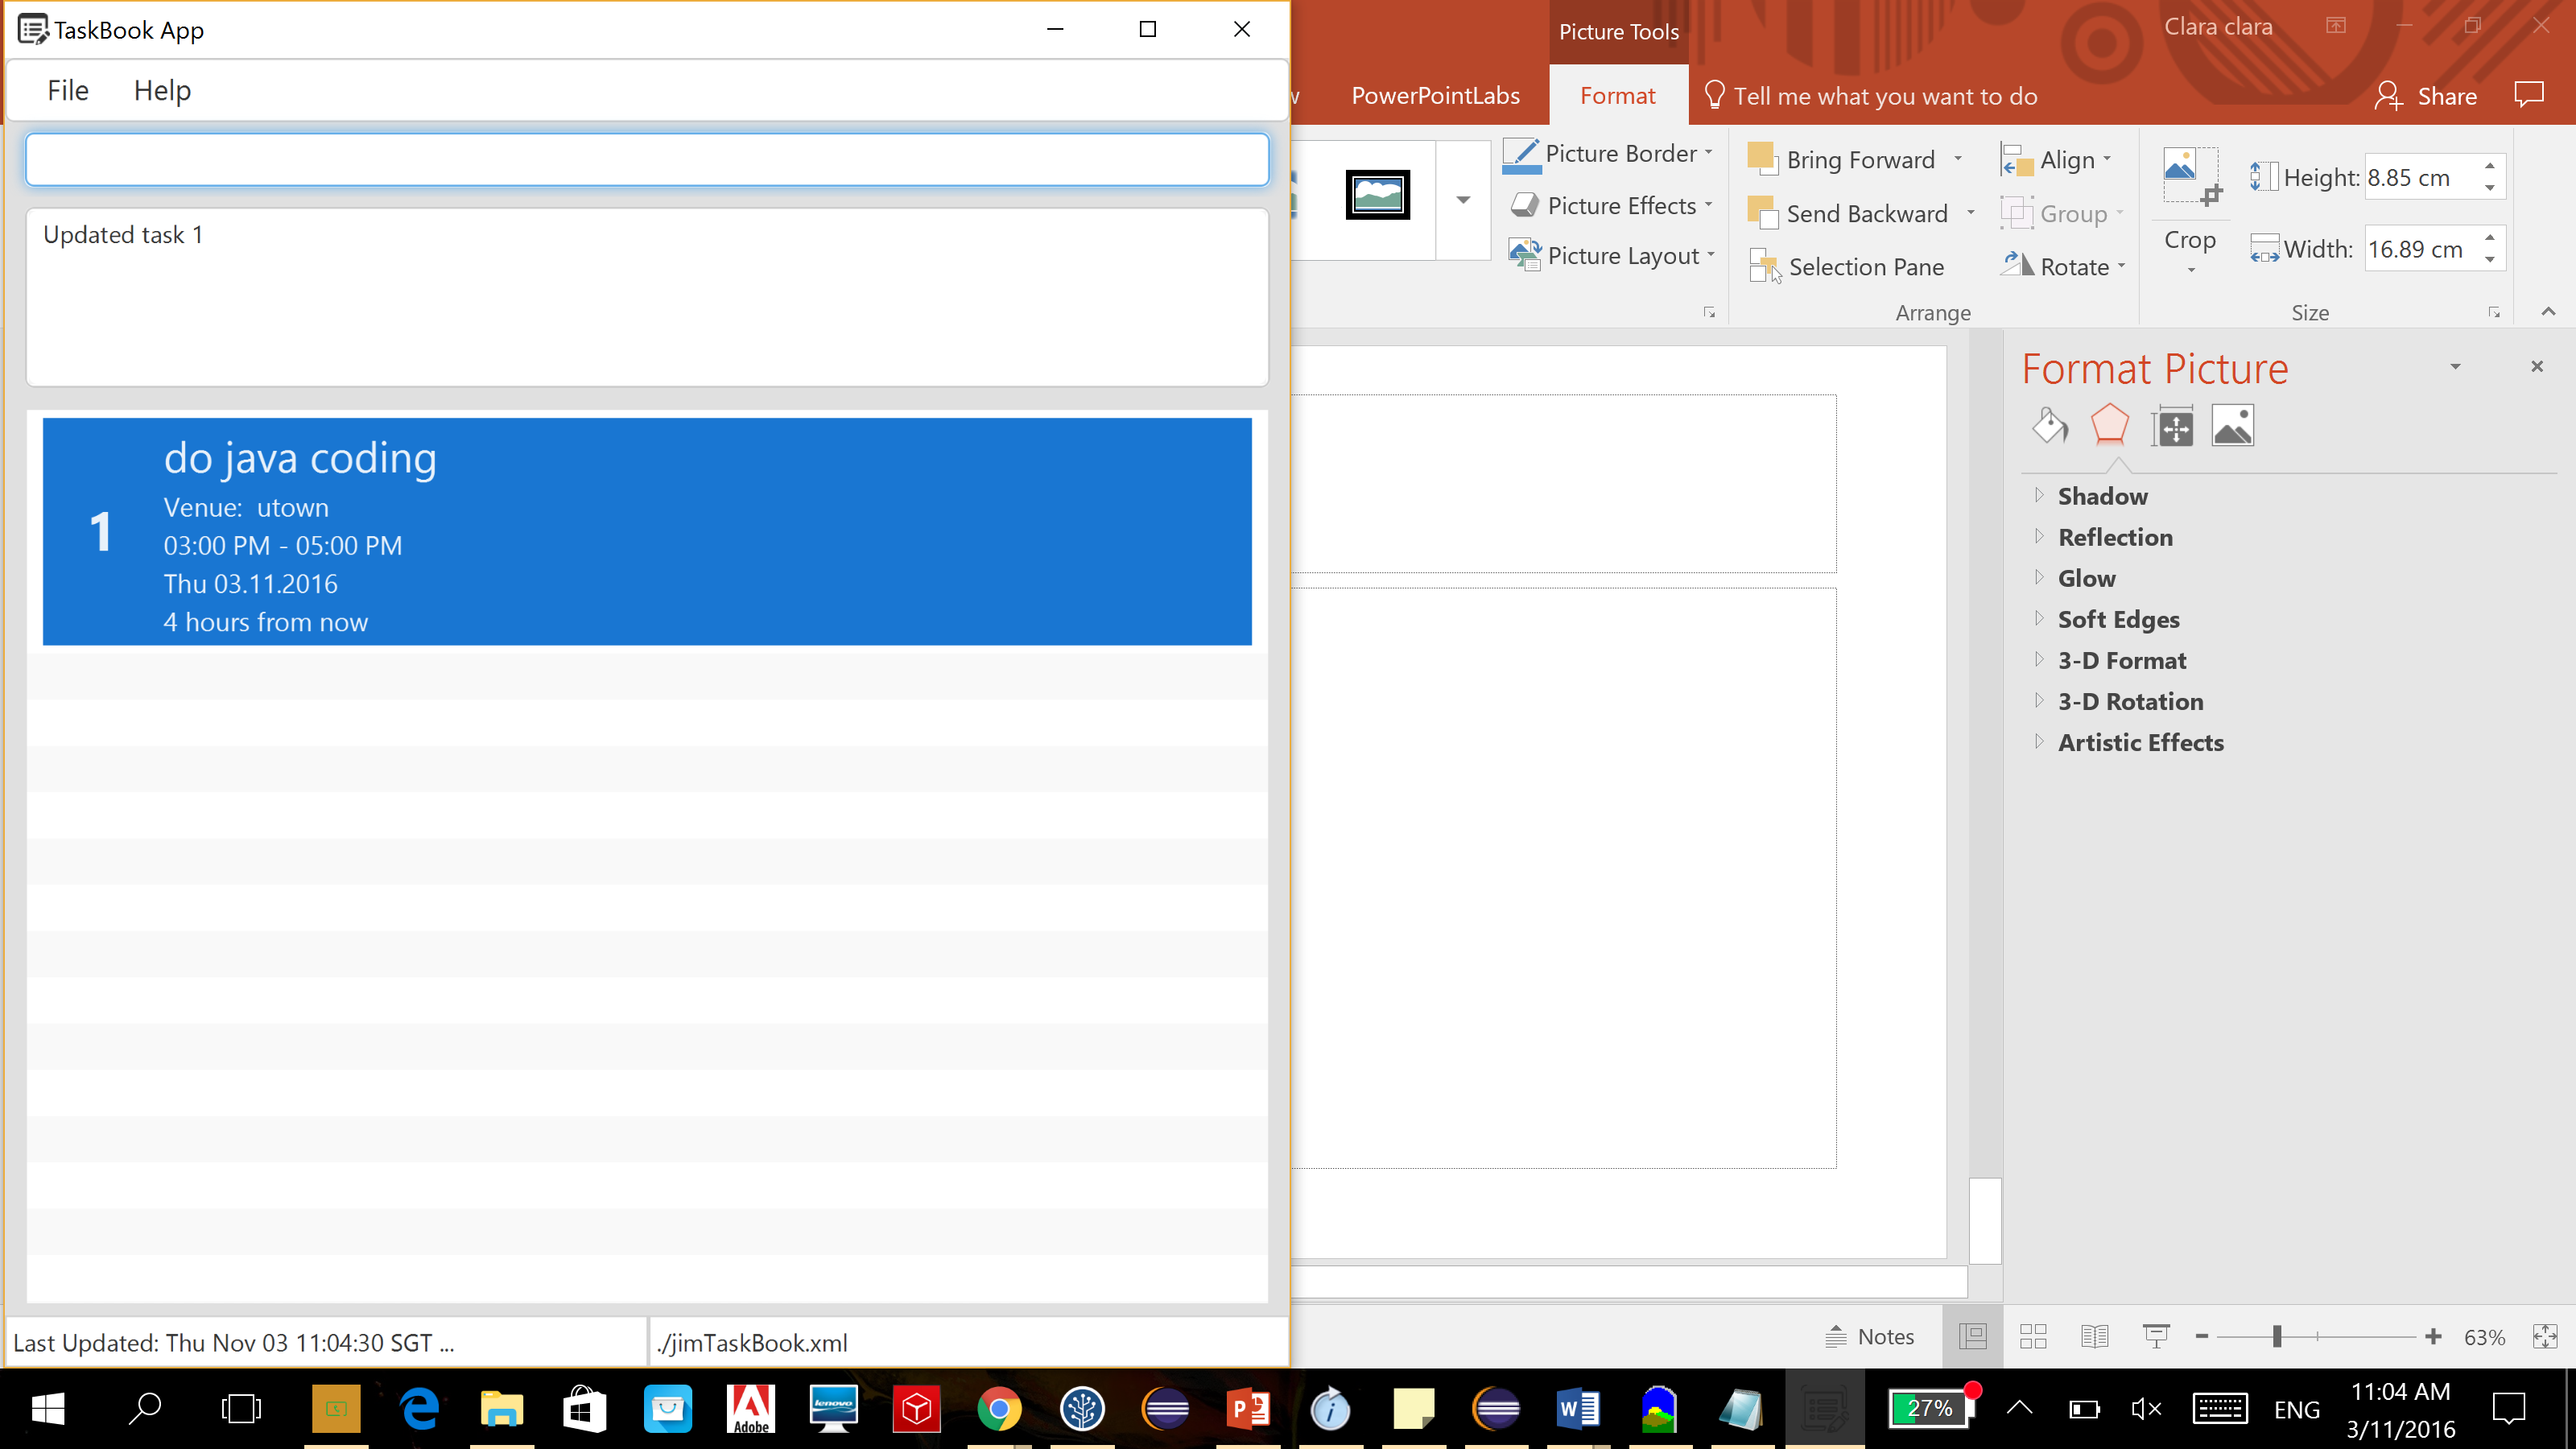 TaskBook App
File Help
Updated task 1
1
do java coding
Venue: utown
03:00 PM - 05:00 PM
Thu 03.11.2016
4 hours from now
Last Updated: Thu Nov 03 11:04:30 SGT ...
./jimTaskBook.xml
Picture Tools
Clara clara
PowerPointLabs
Format
Tell me what you want to do
Share
Picture Border
Picture Effects
Picture Layout
Bring Forward
Send Backward
Selection Pane
Align
Group
Rotate
Arrange
Crop
Height: 8.85 cm
Width: 16.89 cm
Size
Format Picture
Shadow
Reflection
Glow
Soft Edges
3-D Format
3-D Rotation
Artistic Effects
Notes
63%
Adobe
lenovo
27%
ENG
11:04 AM
3/11/2016